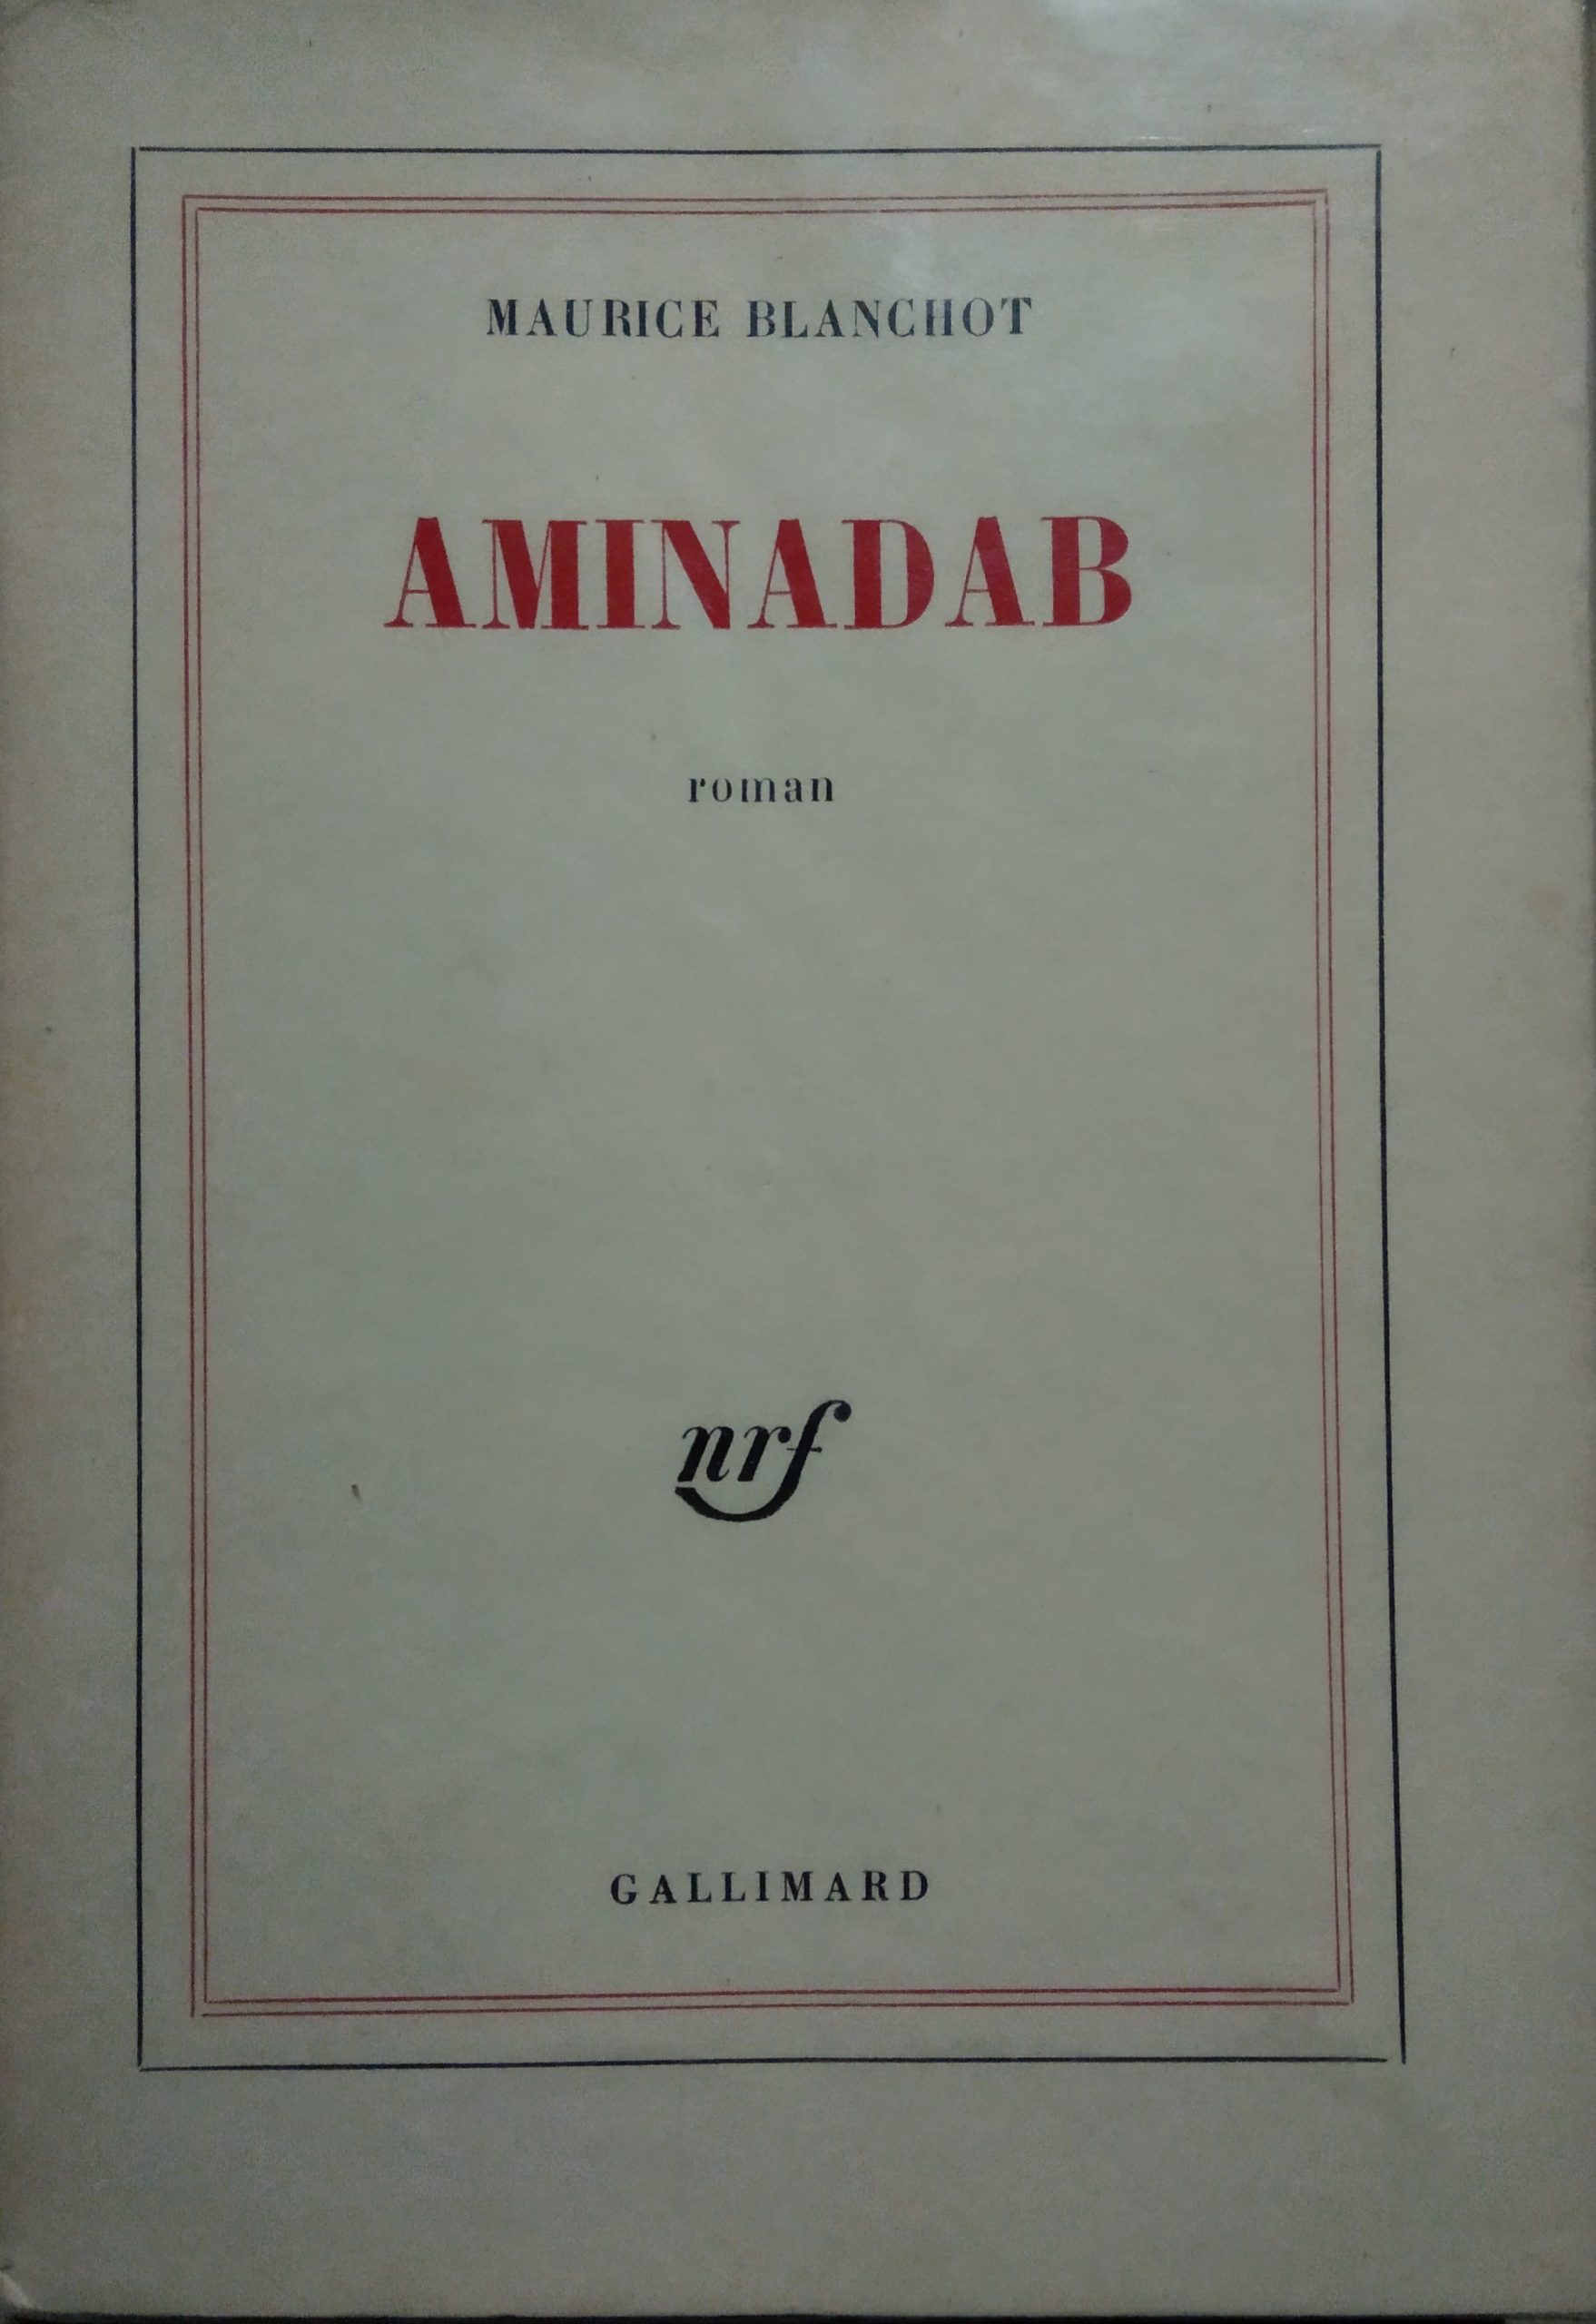 MAURICE BLANCHOT
AMINADAB
roman
nrf
GALLIMARD